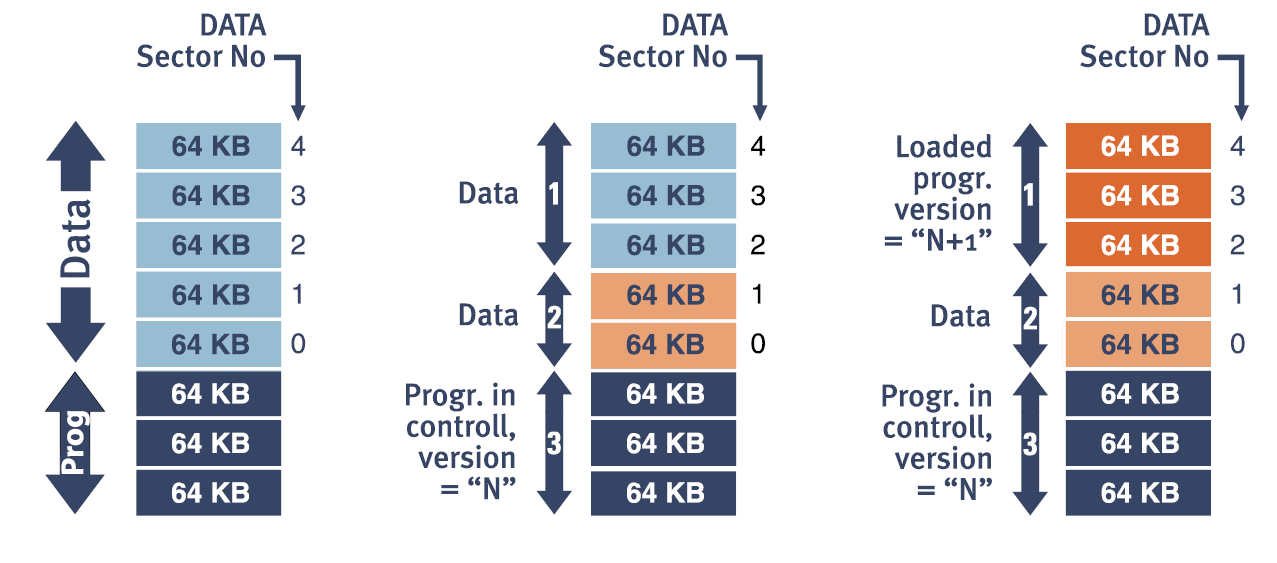 DATA
Sector No
64 KB 4
64 KB 3
64 KB 2
64 KB 1
64 KB 0
64 KB
64 KB
64 KB
Data
Prog
DATA
Sector No
Data
1
64 KB 4
64 KB 3
64 KB 2
Data
2
64 KB 1
64 KB 0
Progr. in
controll,
version
= “N”
3
64 KB
64 KB
64 KB
DATA
Sector No
Loaded
progr.
version
= “N+1”
1
64 KB 4
64 KB 3
64 KB 2
Data
2
64 KB 1
64 KB 0
Progr. in
controll,
version
= “N”
3
64 KB
64 KB
64 KB